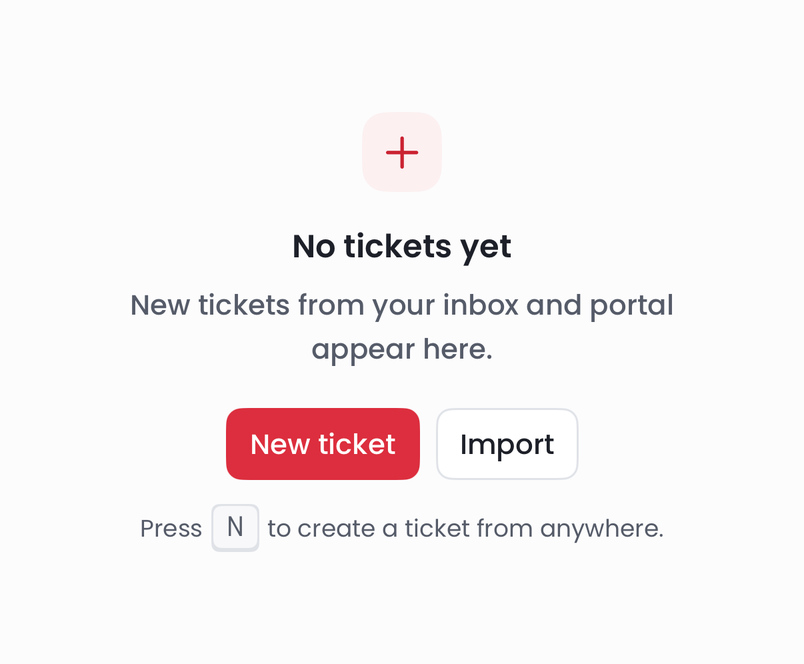 No tickets yet
New tickets from your inbox and portal
appear here.
New ticket Import
Press N to create a ticket from anywhere.